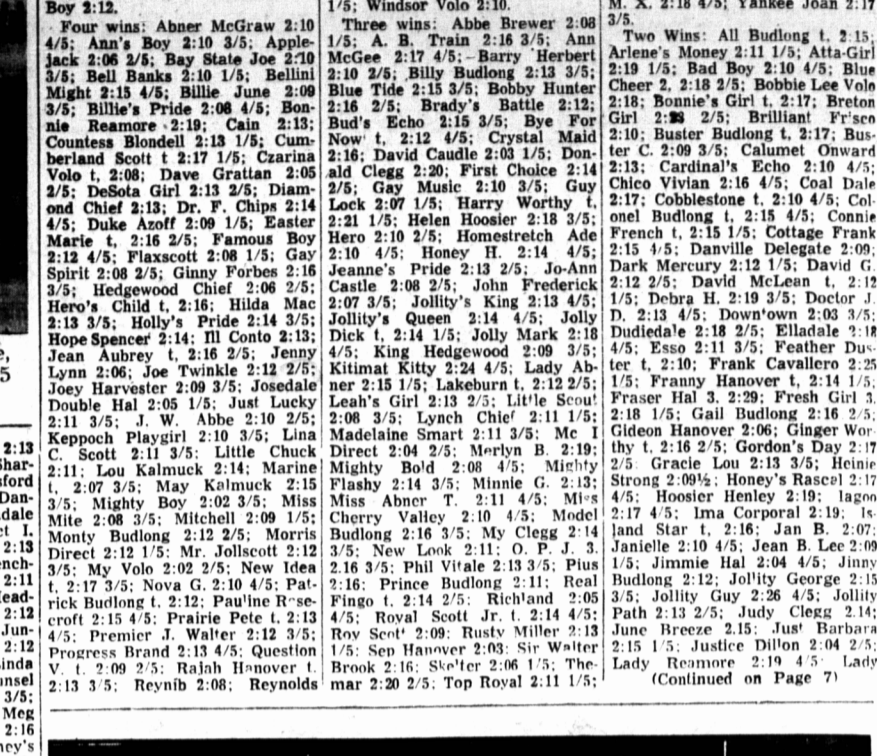 Boy 2:12.
Four wins: Abner McGraw 2:10
4/5; Ann's Boy 2:10 3/5; Apple-
jack 2:06 2/5; Bay State Joe 2:10
3/5; Bell Banks 2:10 1/5; Bellini
Might 2:15 4/5; Billie June 2:09
3/5; Billie's Pride 2:08 4/5; Bon-
nie Reamore 2:19; Cain 2:13;
Countess Blondell 2:13 1/5; Cum-
berland Scott t 2:17 1/5; Czarina
Volo t, 2:08; Dave Grattan 2:05
2/5; DeSota Girl 2:13 2/5; Diam-
ond Chief 2:13; Dr. F. Chips 2:14
4/5; Duke Azoff 2:09 1/5; Easter
Marie t, 2:16 2/5; Famous Boy
2:12 4/5; Flaxscott 2:08 1/5; Gay
Spirit 2:08 2/5; Ginny Forbes 2:16
3/5; Hedgewood Chief 2:06 2/5;
Hero's Child t, 2:16; Hilda Mac
2:13 3/5; Holly's Pride 2:14 3/5;
Hope Spencer 2:14; Ill Conto 2:13;
Jean Aubrey t, 2:16 2/5; Jenny
Lynn 2:06; Joe Twinkle 2:12 2/5;
Joey Harvester 2:09 3/5; Josedale
Double Hal 2:05 1/5; Just Lucky
2:11 3/5; J. W. Abbe 2:10 2/5;
Keppoch Playgirl 2:10 3/5; Lina
C. Scott 2:11 3/5; Little Chuck
2:11; Lou Kalmuck 2:14; Marine
t, 2:07 3/5; May Kalmuck 2:15
3/5; Mighty Boy 2:02 3/5; Miss
Mite 2:08 3/5; Mitchell 2:09 1/5;
Monty Budlong 2:12 2/5; Morris
Direct 2:12 1/5; Mr. Jollscott 2:12
3/5; My Volo 2:02 2/5; New Idea
t. 2:17 3/5; Nova G. 2:10 4/5; Pat-
rick Budlong t. 2:12; Pauline Rose-
croft 2:15 4/5; Prairie Pete t. 2:13
4/5; Premier J. Walter 2:12 3/5;
Progress Brand 2:13 4/5; Question
V. t. 2:09 2/5; Rajah Hanover t.
2:13 3/5; Reynib 2:08; Reynolds
1/5; Windsor Volo 2:10.
Three wins: Abbe Brewer 2:08
1/5; A. B. Train 2:16 3/5; Ann
McGee 2:17 4/5; Barry Herbert
2:10 2/5; Billy Budlong 2:13 3/5;
Blue Tide 2:15 3/5; Bobby Hunter
2:16 2/5; Brady's Battle 2:12;
Bud's Echo 2:15 3/5; Bye For
Now t, 2:12 4/5; Crystal Maid
2:16; David Caudle 2:03 1/5; Don-
ald Clegg 2:20; First Choice 2:14
2/5; Gay Music 2:10 3/5; Guy
Lock 2:07 1/5; Harry Worthy t,
2:21 1/5; Helen Hoosier 2:18 3/5;
Hero 2:10 2/5; Homestretch Ade
2:10 4/5; Honey H. 2:14 4/5;
Jeanne's Pride 2:13 2/5; Jo-Ann
Castle 2:08 2/5; John Frederick
2:07 3/5; Jollity's King 2:13 4/5;
Jollity's Queen 2:14 4/5; Jolly
Dick t, 2:14 1/5; Jolly Mark 2:18
4/5; King Hedgewood 2:09 3/5;
Kitimat Kitty 2:24 4/5; Lady Ab-
ner 2:15 1/5; Lakeburn t, 2:12 2/5;
Leah's Girl 2:13 2/5; Little Scout
2:08 3/5; Lynch Chief 2:11 1/5;
Madelaine Smart 2:11 3/5; Mc I
Direct 2:04 2/5; Merlyn B. 2:19;
Mighty Bold 2:08 4/5; Mighty
Flashy 2:14 3/5; Minnie G. 2:13;
Miss Abner T. 2:11 4/5; Miss
Cherry Valley 2:10 4/5; Model
Budlong 2:16 3/5; My Clegg 2:14
3/5; New Look 2:11; O. P. J. 3.
2.16 3/5; Phil Vitale 2:13 3/5; Pius
2:16; Prince Budlong 2:11; Real
Fingo t. 2:14 2/5; Richland 2:05
4/5; Royal Scott Jr. t. 2:14 4/5;
Roy Scott 2:09; Rusty Miller 2:13
1/5; Sep Hanover 2:03; Sir Walter
Brook 2:16; Skelter 2:06 1/5; The-
mar 2:20 2/5; Top Royal 2:11 1/5;
M. X. 2:18 4/5; Yankee Joan 2:17
3/5.
Two Wins: All Budlong t, 2:15;
Arlene's Money 2:11 1/5; Atta-Girl
2:19 1/5; Bad Boy 2:10 4/5; Blue
Cheer 2, 2:18 2/5; Bobbie Lee Volo
2:18; Bonnie's Girl t, 2:17; Breton
Girl 2/5; Brilliant Frisco
2:10; Buster Budlong t, 2:17; Bus-
ter C. 2:09 3/5; Calumet Onward
2:13; Cardinal's Echo 2:10 4/5;
Chico Vivian 2:16 4/5; Coal Dale
2:17; Cobblestone t, 2:10 4/5; Col-
onel Budlong t, 2:15 4/5; Connie
French t, 2:15 1/5; Cottage Frank
2:15 4/5; Danville Delegate 2:09;
Dark Mercury 2:12 1/5; David G.
2:12 2/5; David McLean t, 2:12
1/5; Debra H. 2:19 3/5; Doctor J.
D. 2:13 4/5; Downtown 2:03 3/5;
Dudiedale 2:18 2/5; Elladale 2:18
4/5; Esso 2:11 3/5; Feather Dus-
ter t, 2:10; Frank Cavallero 2:25
1/5; Franny Hanover t, 2:14 1/5;
Fraser Hal 3, 2:29; Fresh Girl 3,
2:18 1/5; Gail Budlong 2:16 2/5;
Gideon Hanover 2:06; Ginger Wor-
thy t. 2:16 2/5; Gordon's Day 2:17
2/5 Gracie Lou 2:13 3/5; Heinie
Strong 2:09½; Honey's Rascal 2:17
4/5; Hoosier Henley 2:19; Iagon
2:17 4/5; Ima Corporal 2:19; Is-
land Star t, 2:16; Jan B. 2:07;
Janielle 2:10 4/5; Jean B. Lee 2:09
1/5; Jimmie Hal 2:04 4/5; Jinny
Budlong 2:12; Jollity George 2:15
3/5; Jollity Guy 2:26 4/5; Jollity
Path 2:13 2/5; Judy Clegg 2.14;
June Breeze 2.15; Just Barbara
2:15 1/5; Justice Dillon 2:04 2/5;
Lady Reamore 2:19 4/5 Lady
(Continued on Page 7)